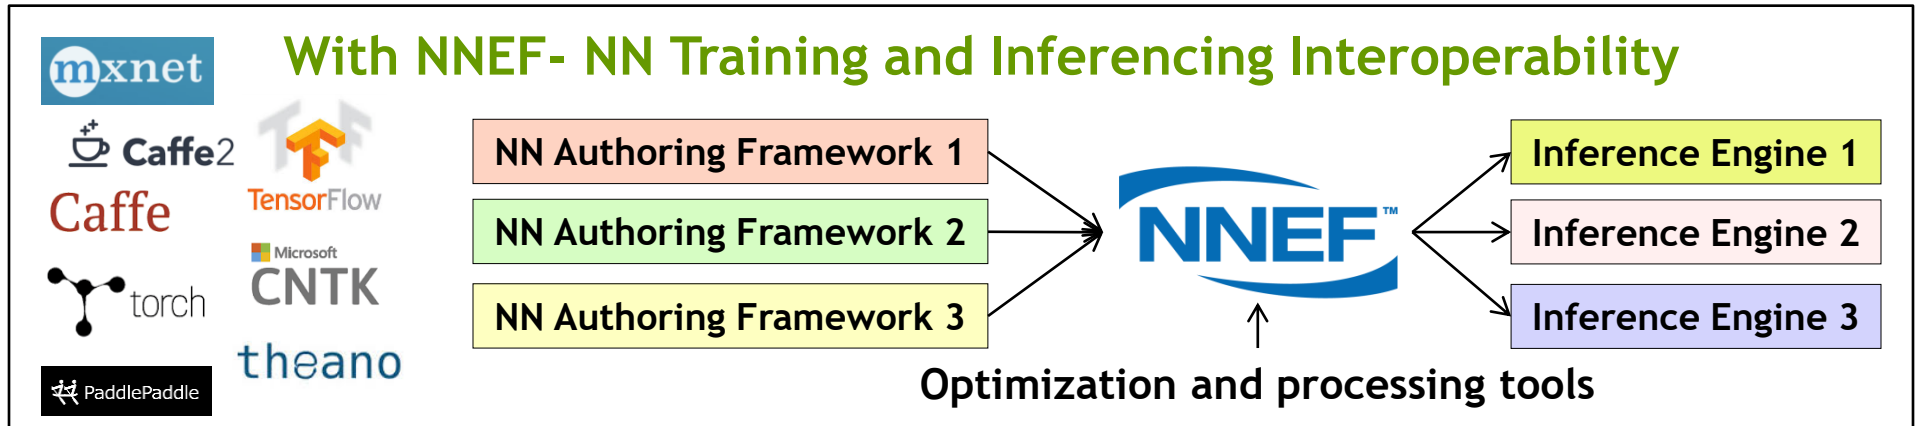 With NNEF- NN Training and Inferencing Interoperability
mxnet
Caffe2
TensorFlow
Caffe
Microsoft
CNTK
torch
theano
PaddlePaddle
NN Authoring Framework 1
NN Authoring Framework 2
NN Authoring Framework 3
NNEF™
Optimization and processing tools
Inference Engine 1
Inference Engine 2
Inference Engine 3